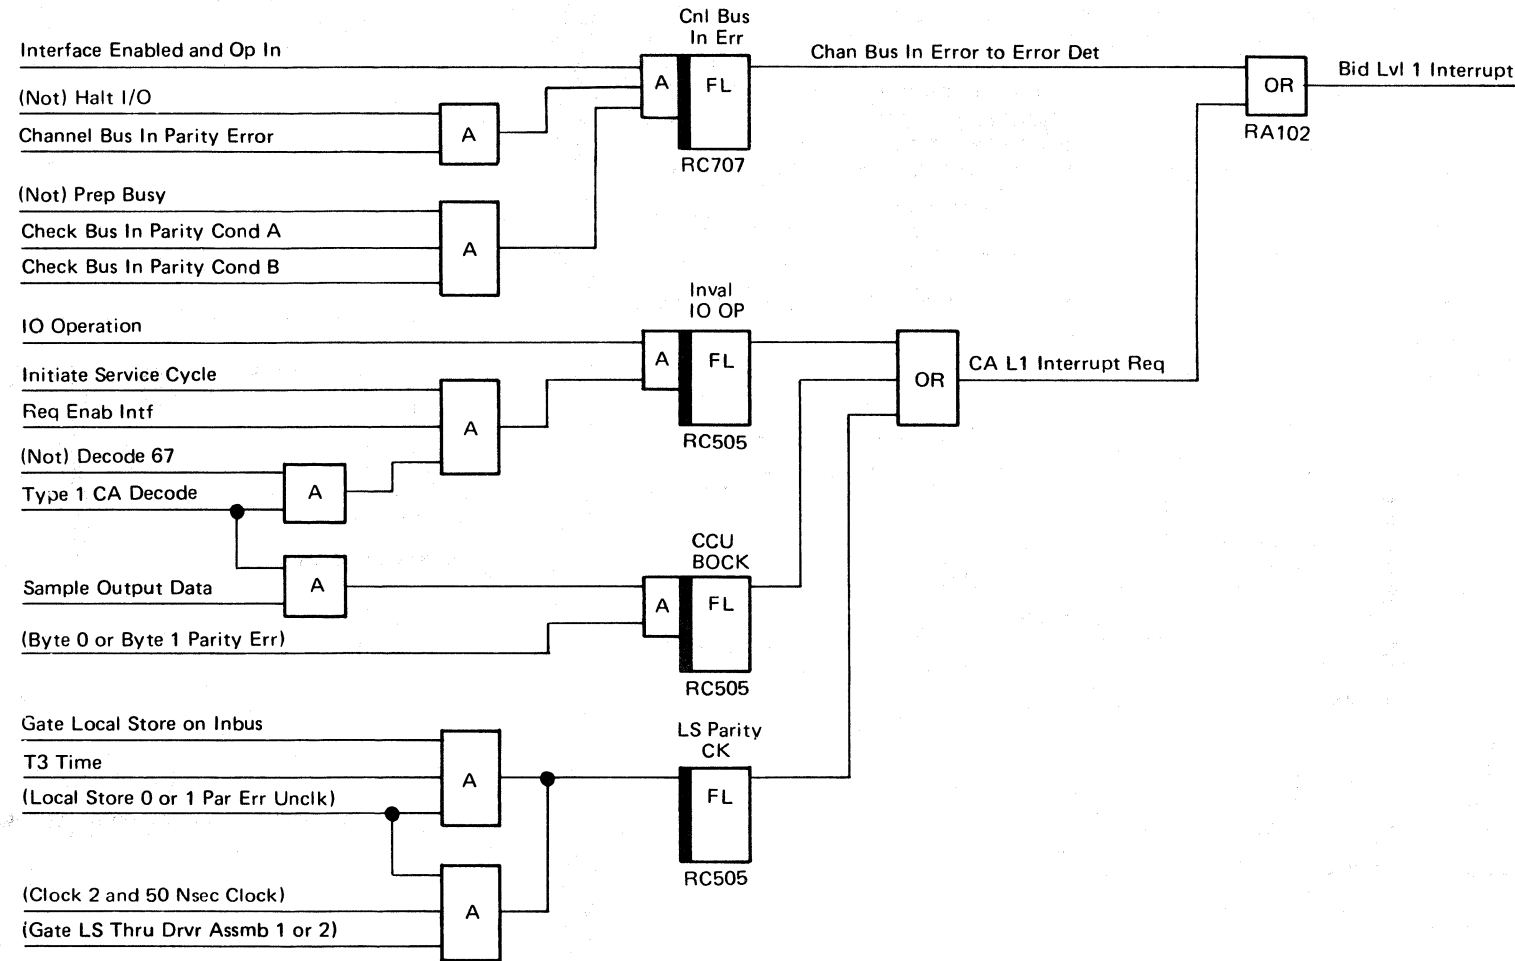 Cnl Bus
In Err
Interface Enabled and Op In
Chan Bus In Error to Error Det
Bid Lvl 1 Interrupt
A
FL
OR
(Not) Halt I/O
Channel Bus In Parity Error
A
RA102
RC707
(Not) Prep Busy
Check Bus In Parity Cond A
A
Check Bus In Parity Cond B
Inval
IO OP
IO Operation
A
FL
Initiate Service Cycle
OR
CA L1 Interrupt Req
Req Enab Intf
A
RC505
(Not) Decode 67
Type 1 CA Decode
A
CCU
BOCK
Sample Output Data
A
A
FL
(Byte 0 or Byte 1 Parity Err)
RC505
Gate Local Store on Inbus
LS Parity
CK
T3 Time
A
(Local Store 0 or 1 Par Err Unclk)
FL
RC505
(Clock 2 and 50 Nsec Clock)
A
(Gate LS Thru Drvr Assmb 1 or 2)